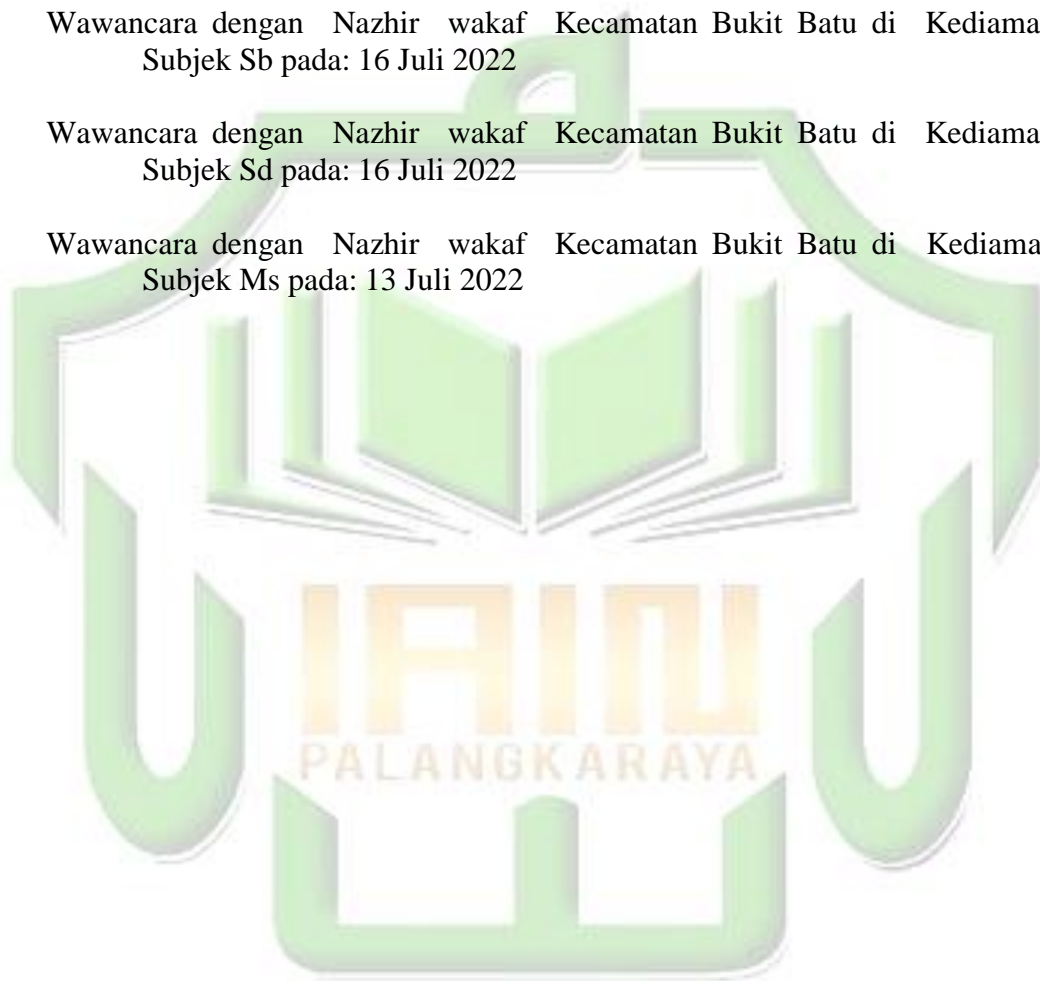 Wawancara dengan Nazhir wakaf Kecamatan Bukit Batu di Kediama
Subjek Sb pada: 16 Juli 2022
Wawancara dengan Nazhir wakaf Kecamatan Bukit Batu di Kediama
Subjek Sd pada: 16 Juli 2022
Wawancara dengan Nazhir wakaf Kecamatan Bukit Batu di Kediama
Subjek Ms pada: 13 Juli 2022
IAIN
PALANGKARAYA